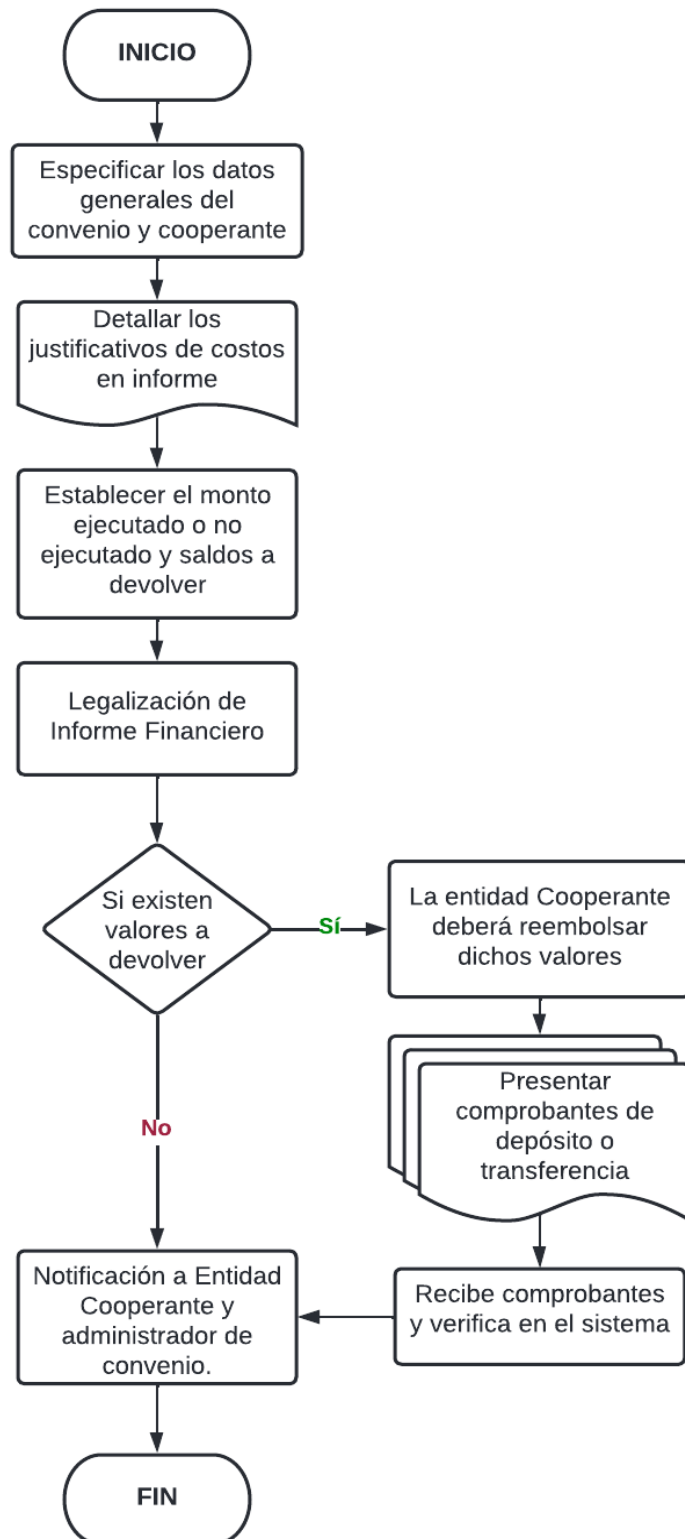 INICIO
Especificar los datos
generales del
convenio y cooperante
Detallar los
justificativos de costos
en informe
Establecer el monto
ejecutado o no
ejecutado y saldos a
devolver
Legalización de
Informe Financiero
Si existen
valores a
devolver
Sí
La entidad Cooperante
deberá reembolsar
dichos valores
Presentar
comprobantes de
depósito o
transferencia
Recibe comprobantes
y verifica en el sistema
No
Notificación a Entidad
Cooperante y
administrador de
convenio.
FIN